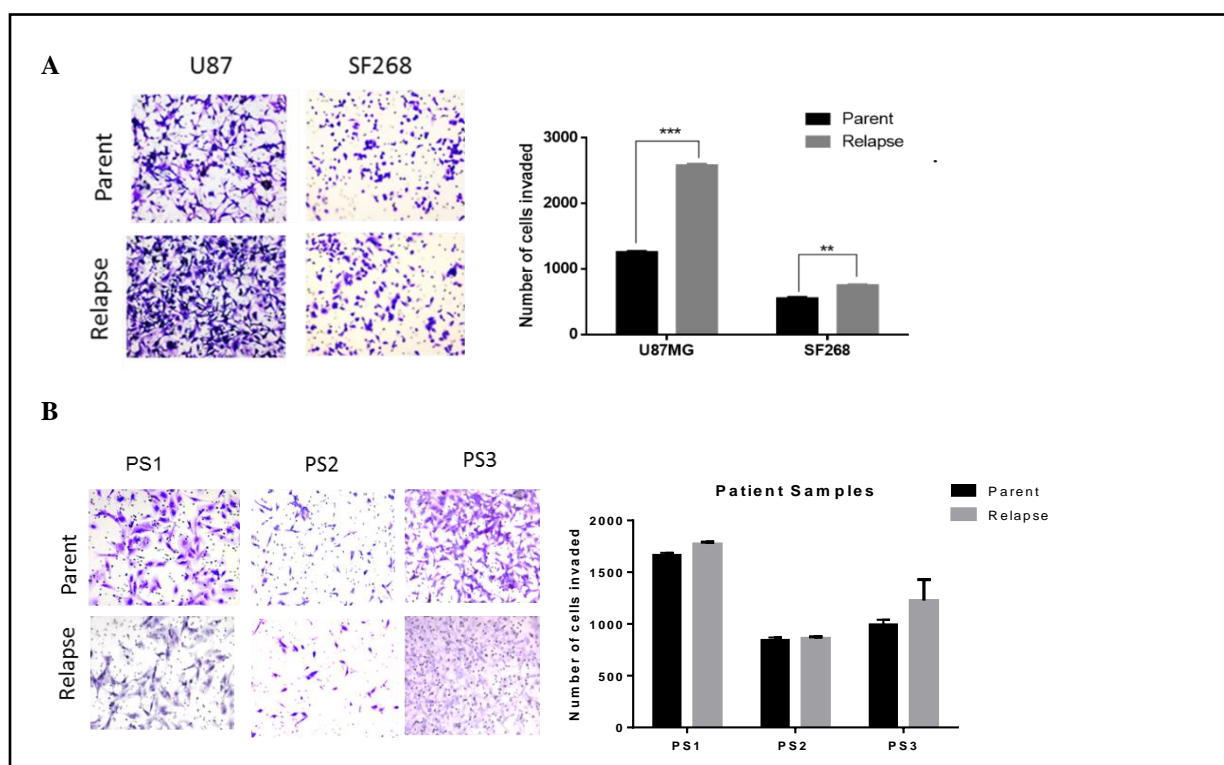 A
U87 SF268
Parent
Relapse
Parent
Relapse
Number of cells invaded
3000
2000
1000
0
***
**
U87MG SF268
B
PS1 PS2 PS3
Parent
Relapse
Patient Samples
Parent
Relapse
Number of cells invaded
2000
1500
1000
500
0
PS1 PS2 PS3